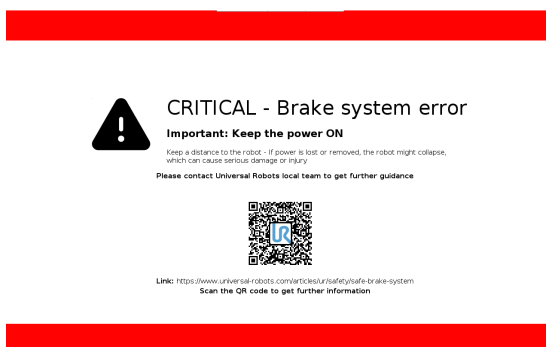 CRITICAL - Brake system error
Important: Keep the power ON
Keep a distance to the robot - If power is lost or removed, the robot might collapse,
which can cause serious damage or injury
Please contact Universal Robots local team to get further guidance
UR
Link: https://www.universal-robots.com/articles/ur/safety/safe-brake-system
Scan the QR code to get further information